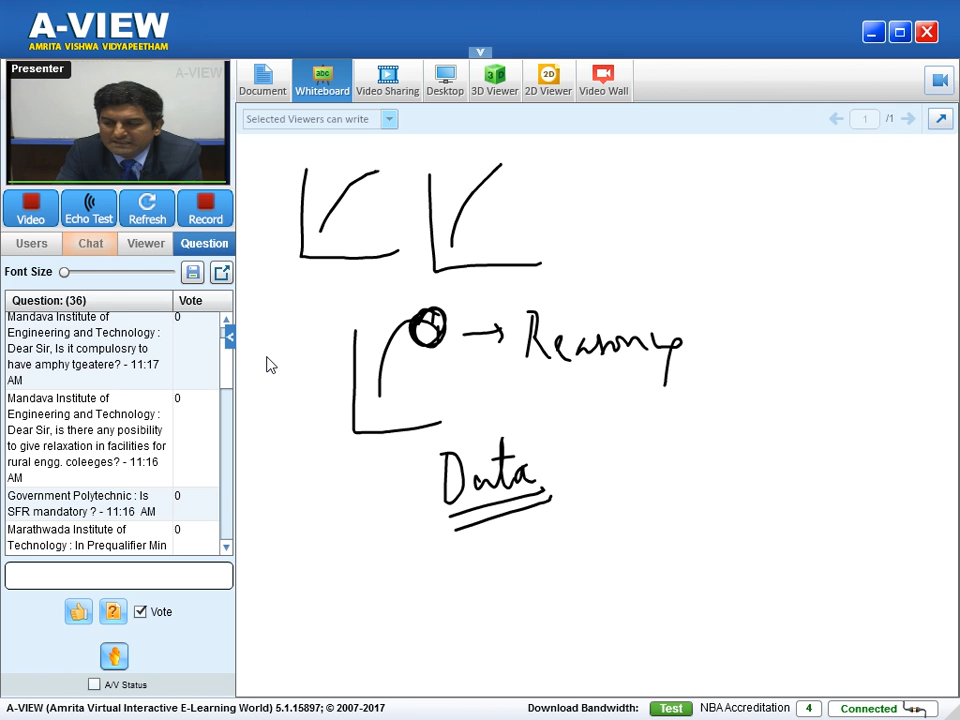 A-VIEW
AMRITA VISHWA VIDYAPEETHAM
Presenter
A-VIEW
Document
abc
Whiteboard
Video Sharing
Desktop
3D
3D Viewer
2D
2D Viewer
Video Wall
Selected Viewers can write
1 /1
Video
Echo Test
Refresh
Record
Users
Chat
Viewer
Question
Font Size
Question: (36)
Vote
Mandava Institute of 0
Engineering and Technology :
Dear Sir, Is it compulosry to
have amphy tgeatere? - 11:17
AM
Mandava Institute of 0
Engineering and Technology :
Dear Sir, is there any posibility
to give relaxation in facilities for
rural engg. coleeges? - 11:16
AM
Government Polytechnic : Is 0
SFR mandatory ? - 11:16 AM
Marathwada Institute of 0
Technology : In Prequalifier Min
Vote
A/V Status
Data
A-VIEW (Amrita Virtual Interactive E-Learning World) 5.1.15897; © 2007-2017
Download Bandwidth:
Test
NBA Accreditation
4
Connected